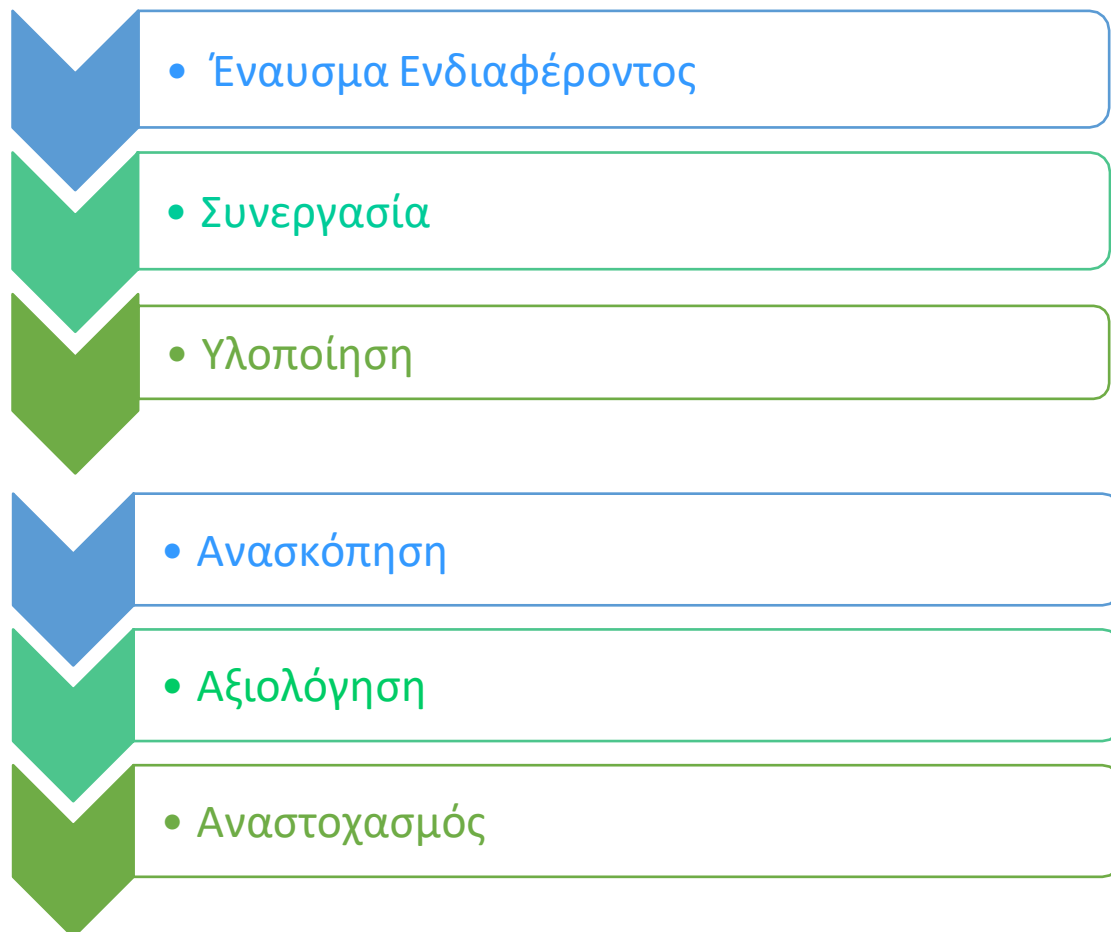 • Έναυσμα Ενδιαφέροντος
• Συνεργασία
• Υλοποίηση
• Ανασκόπηση
• Αξιολόγηση
• Αναστοχασμός